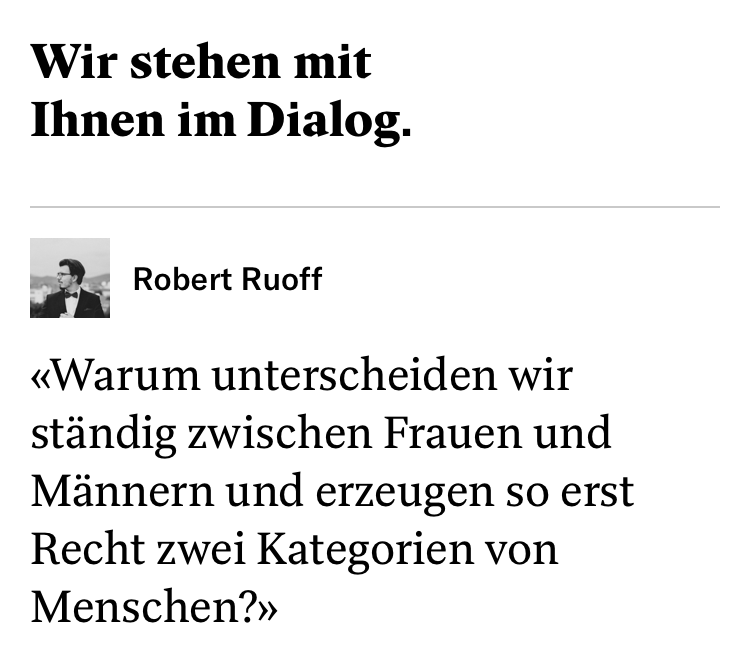 Wir stehen mit
Ihnen im Dialog.
Robert Ruoff
«Warum unterscheiden wir
ständig zwischen Frauen und
Männern und erzeugen so erst
Recht zwei Kategorien von
Menschen?»